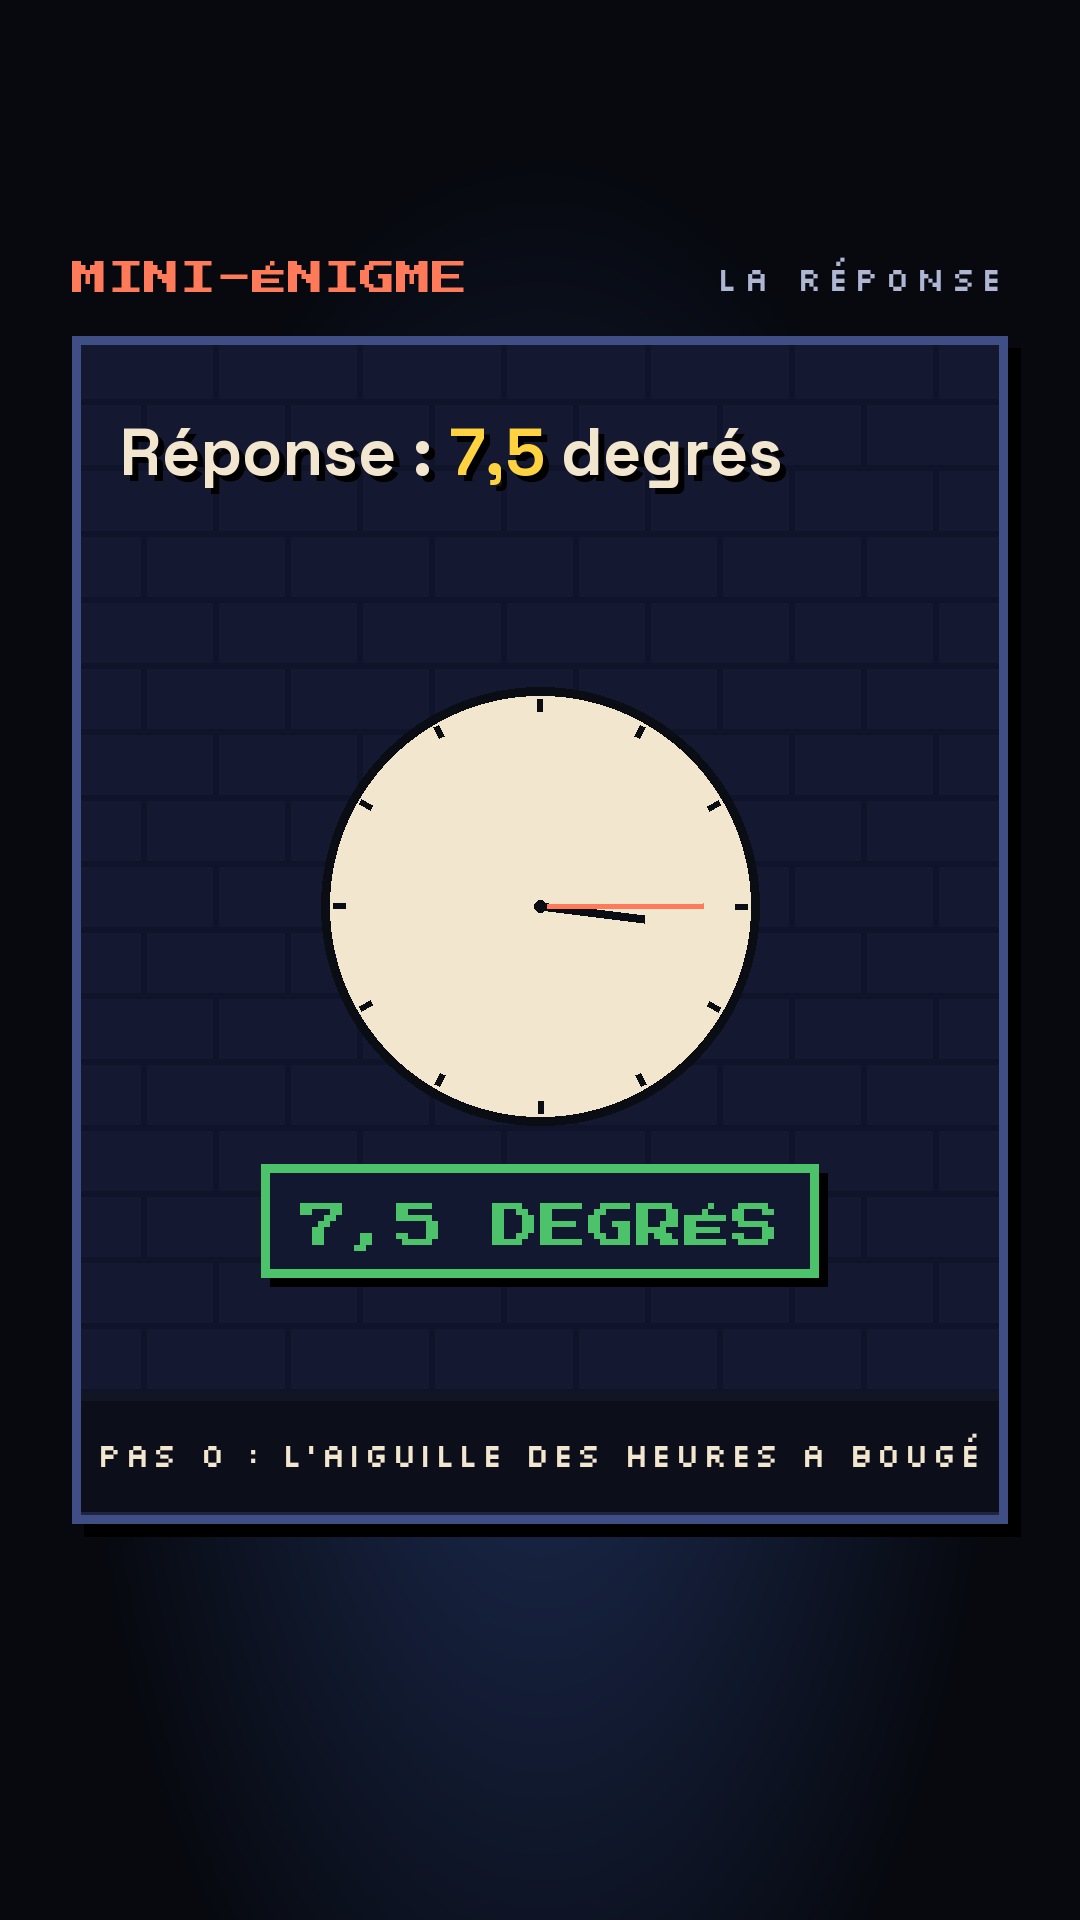 MINI-ÉNIGME
LA RÉPONSE
Réponse : 7,5 degrés
7,5 DEGRÉS
PAS 0 : L'AIGUILLE DES HEURES A BOUGÉ